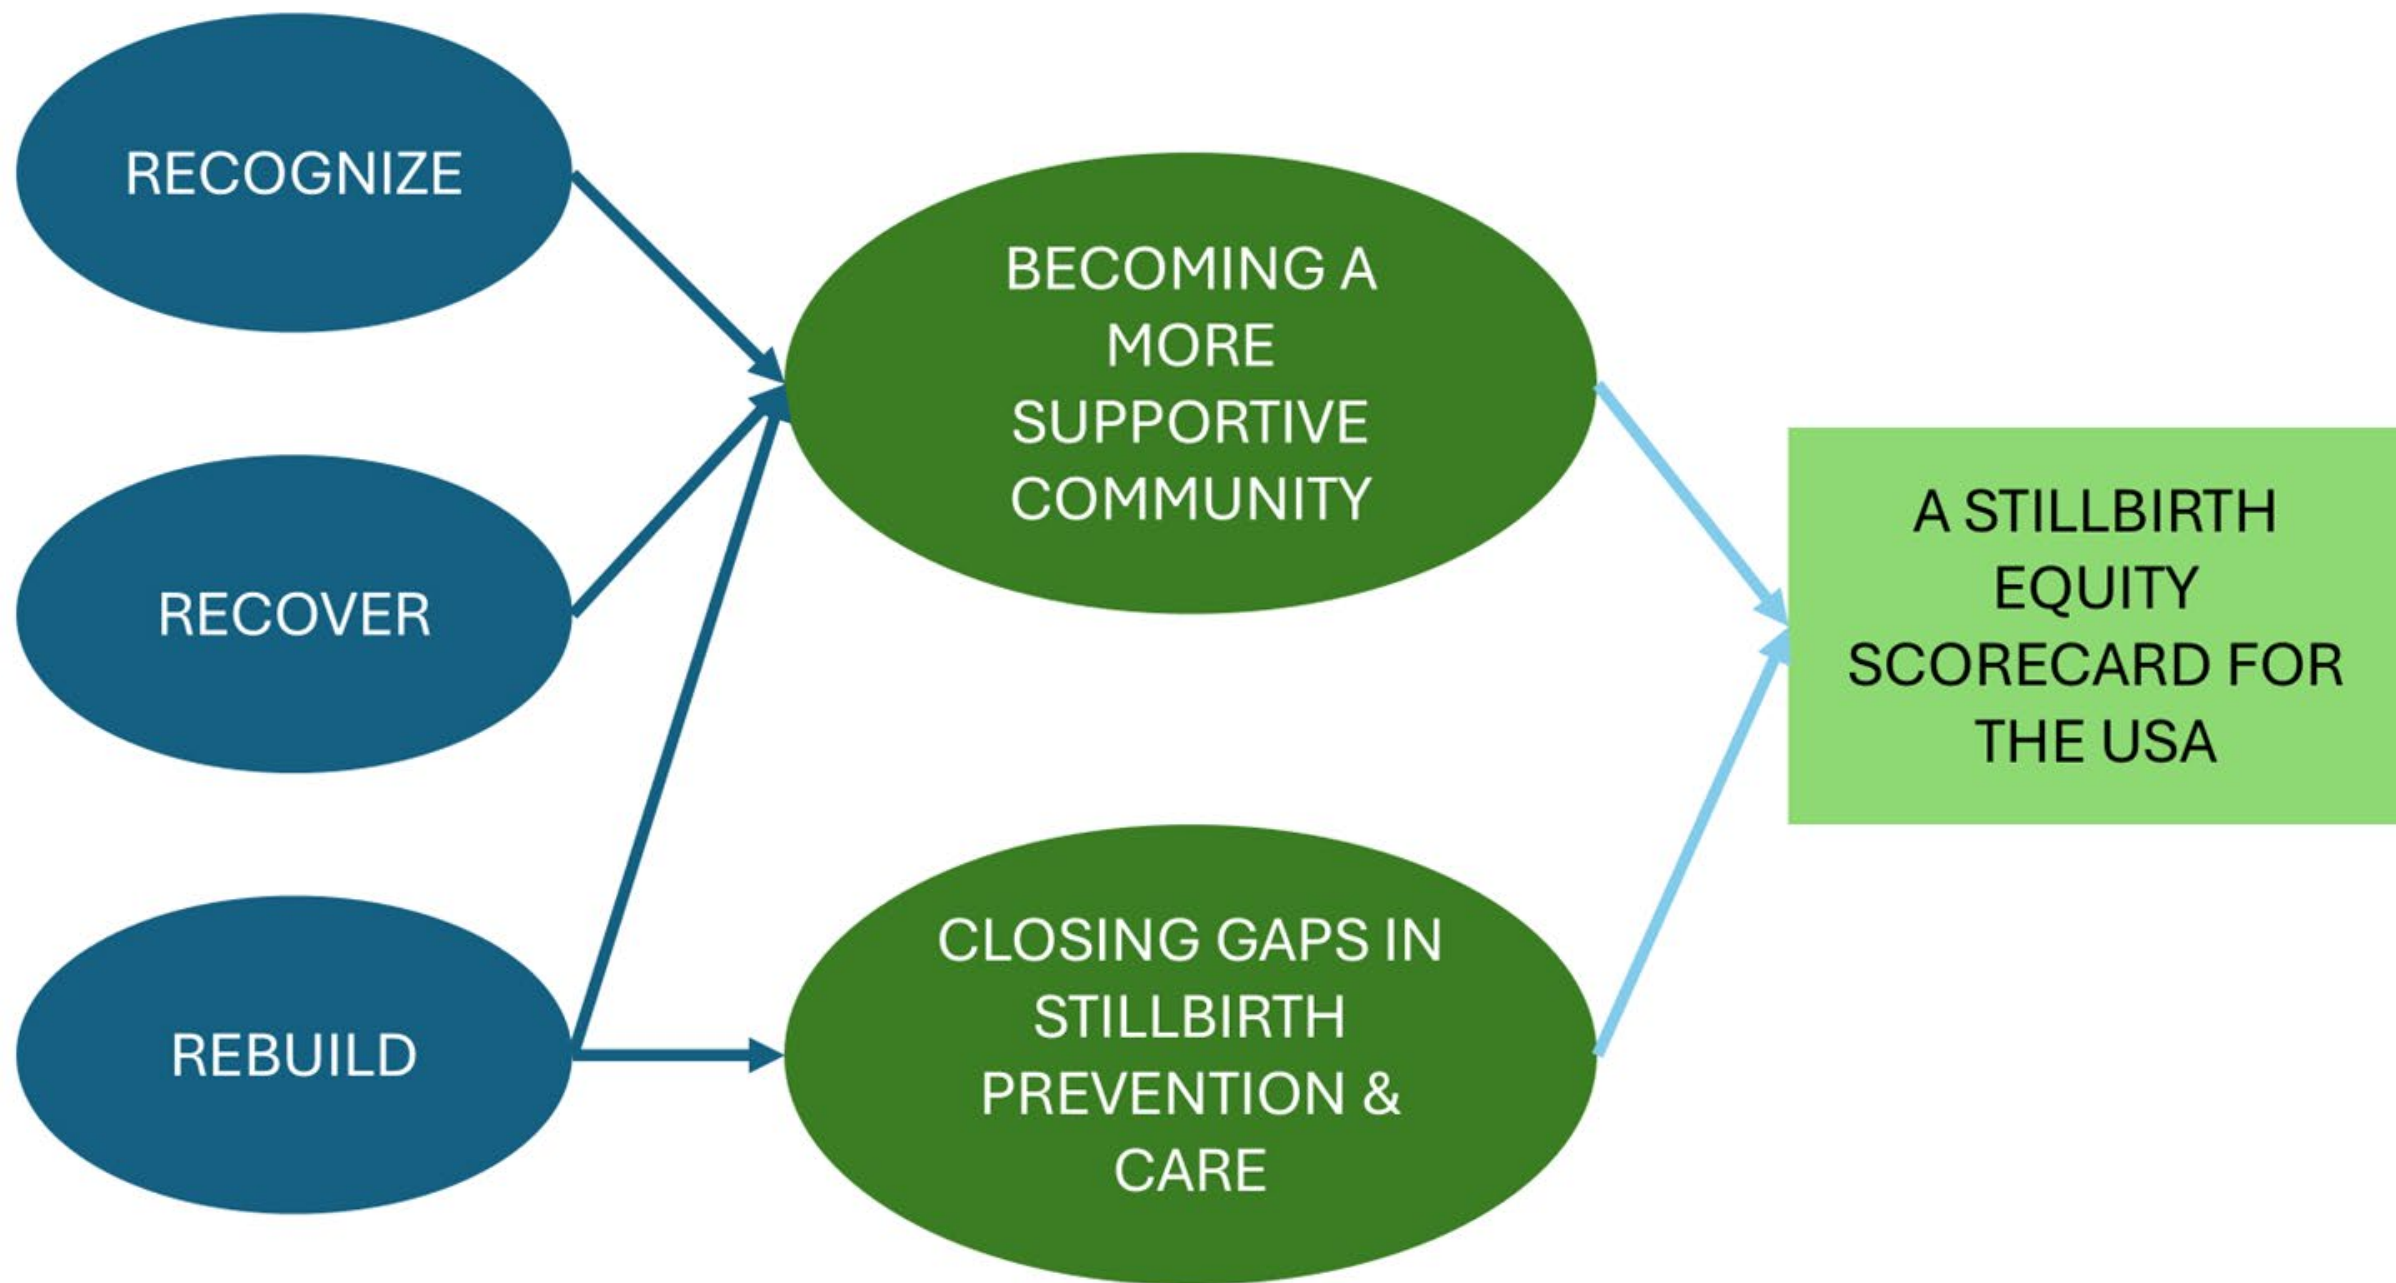 RECOGNIZE
RECOVER
REBUILD
BECOMING A
MORE
SUPPORTIVE
COMMUNITY
CLOSING GAPS IN
STILLBIRTH
PREVENTION &
CARE
A STILLBIRTH
EQUITY
SCORECARD FOR
THE USA